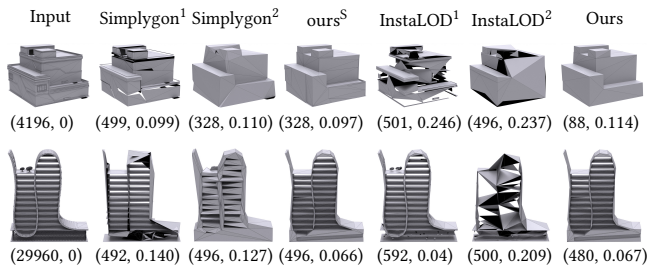 Input Simplygon¹ Simplygon² oursS InstaLOD¹ InstaLOD² Ours
(4196, 0) (499, 0.099) (328, 0.110) (328, 0.097) (501, 0.246) (496, 0.237) (88, 0.114)
(29960, 0) (492, 0.140) (496, 0.127) (496, 0.066) (592, 0.04) (500, 0.209) (480, 0.067)